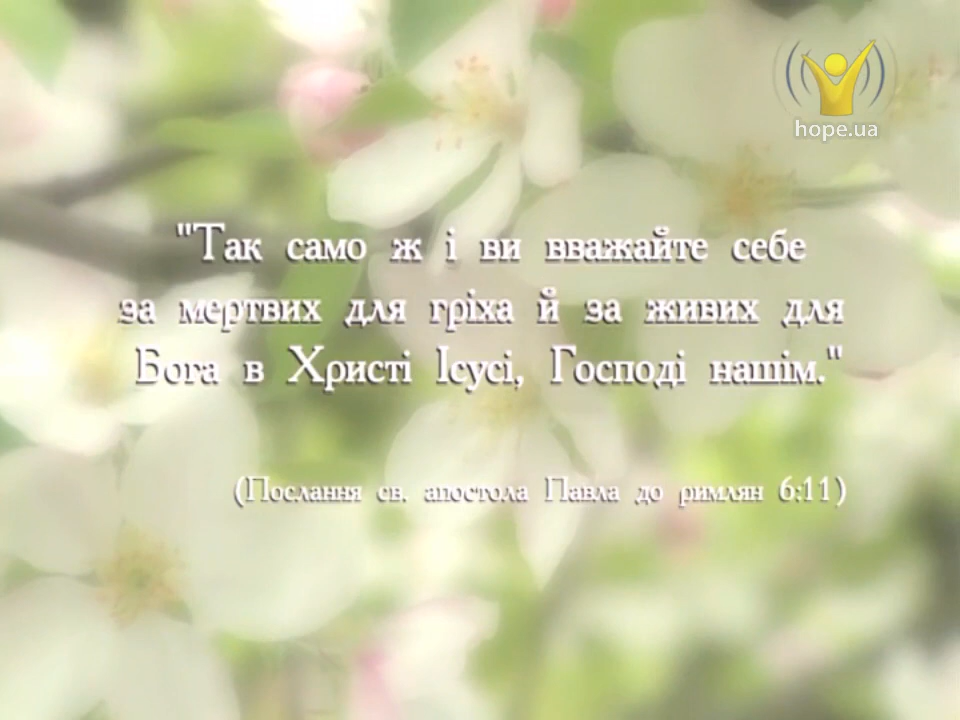 hope.ua
"Так само ж і ви вважайте себе
за мертвих для гріха й за живих для
Бога в Христі Ісусі, Господі нашім."
(Послання св. апостола Павла до римлян 6:11)